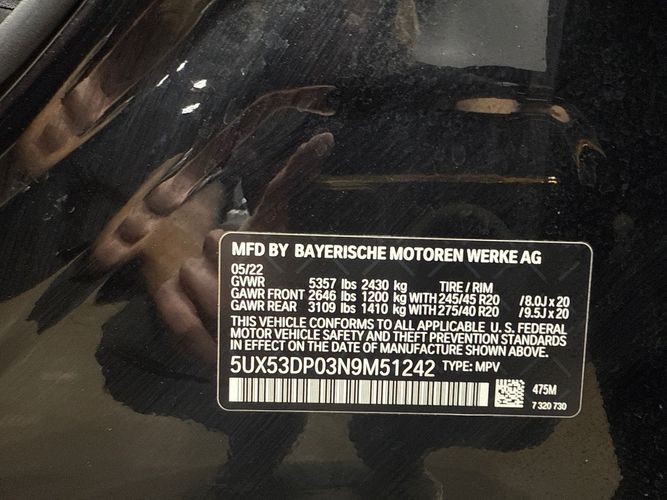 MFD BY BAYERISCHE MOTOREN WERKE AG
05/22
GVWR 5357 lbs 2430 kg TIRE / RIM
GAWR FRONT 2646 lbs 1200 kg WITH 245/45 R20 /8.0J x 20
GAWR REAR 3109 lbs 1410 kg WITH 275/40 R20 /9.5J x 20
THIS VEHICLE CONFORMS TO ALL APPLICABLE U. S. FEDERAL
MOTOR VEHICLE SAFETY AND THEFT PREVENTION STANDARDS
IN EFFECT ON THE DATE OF MANUFACTURE SHOWN ABOVE.
5UX53DP03N9M51242 TYPE: MPV
475M
7 320 730